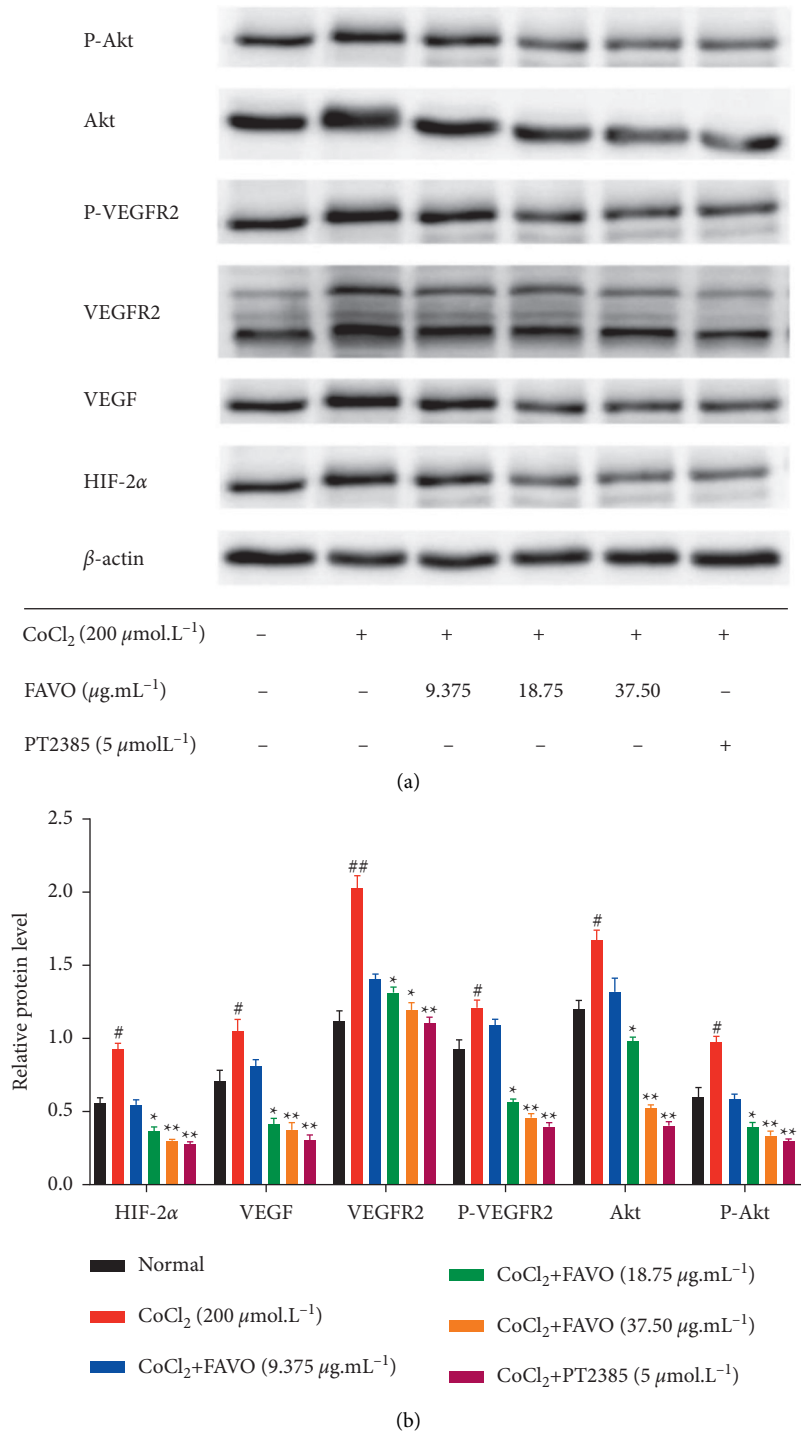 P-Akt
Akt
P-VEGFR2
VEGFR2
VEGF
HIF-2α
β-actin
CoCl₂ (200 μmol.L⁻¹) – + + + + +
FAVO (μg.mL⁻¹) – – 9.375 18.75 37.50 –
PT2385 (5 μmolL⁻¹) – – – – – +
(a)
2.5
2.0
1.5
1.0
0.5
0.0
Relative protein level
# * ** **
# * ** **
## * * **
# * ** **
# * ** **
# * ** **
HIF-2α VEGF VEGFR2 P-VEGFR2 Akt P-Akt
Normal
CoCl₂ (200 μmol.L⁻¹)
CoCl₂+FAVO (9.375 μg.mL⁻¹)
CoCl₂+FAVO (18.75 μg.mL⁻¹)
CoCl₂+FAVO (37.50 μg.mL⁻¹)
CoCl₂+PT2385 (5 μmol.L⁻¹)
(b)